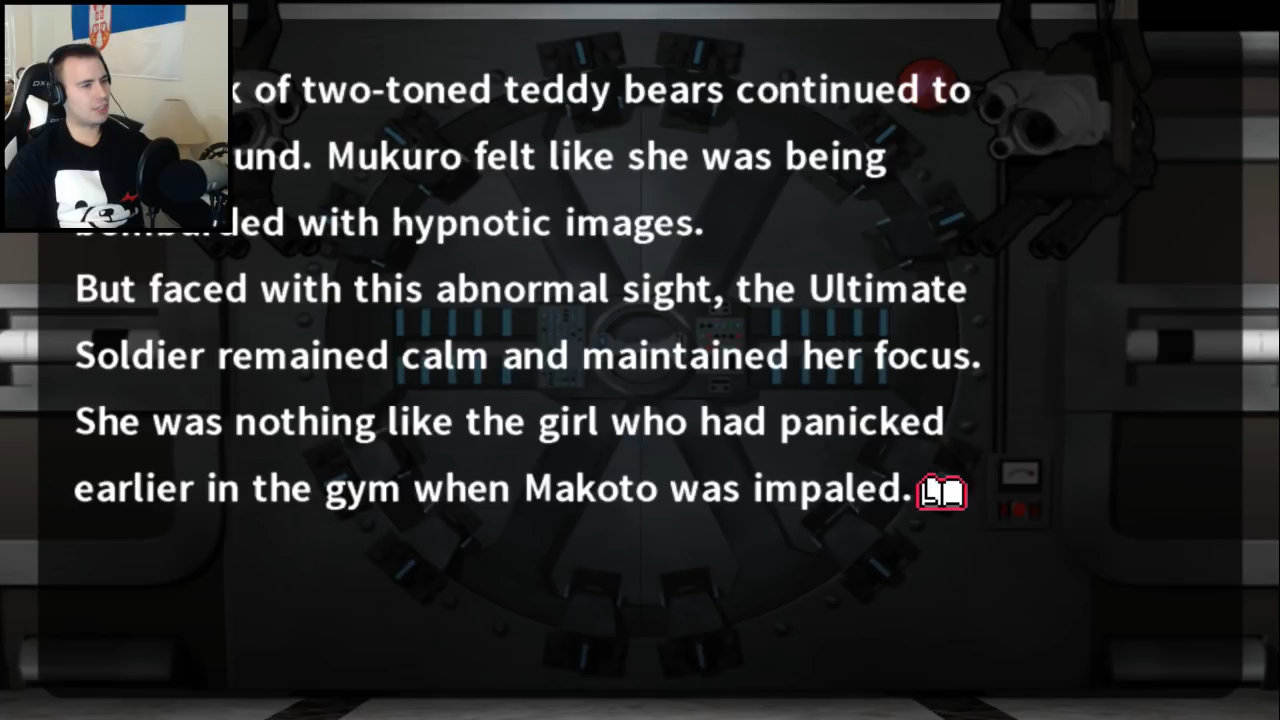 of two-toned teddy bears continued to
Mukuro felt like she was being
with hypnotic images.
But faced with this abnormal sight, the Ultimate
Soldier remained calm and maintained her focus.
She was nothing like the girl who had panicked
earlier in the gym when Makoto was impaled.